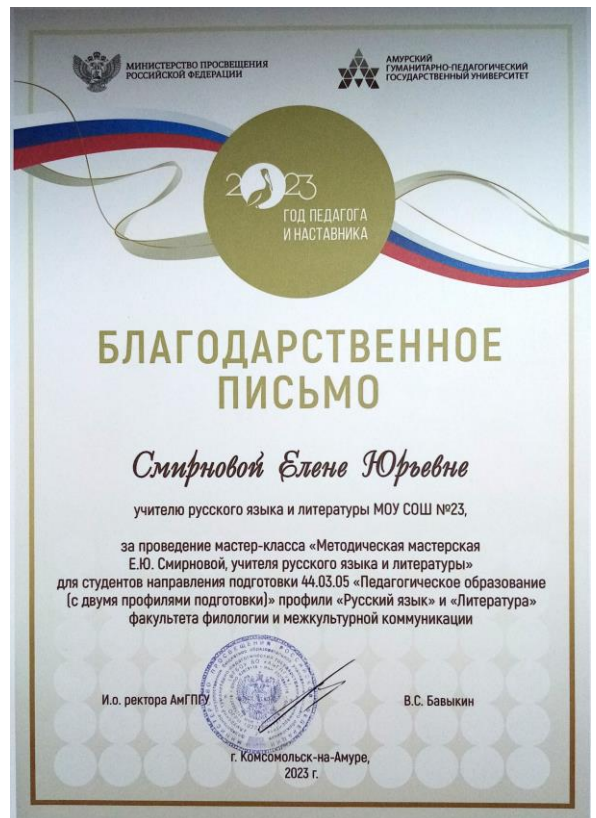 МИНИСТЕРСТВО ПРОСВЕЩЕНИЯ
РОССИЙСКОЙ ФЕДЕРАЦИИ
АМУРСКИЙ
ГУМАНИТАРНО-ПЕДАГОГИЧЕСКИЙ
ГОСУДАРСТВЕННЫЙ УНИВЕРСИТЕТ
2023
ГОД ПЕДАГОГА
И НАСТАВНИКА
БЛАГОДАРСТВЕННОЕ
ПИСЬМО
Смирновой Елене Юрьевне
учителю русского языка и литературы МОУ СОШ №23,
за проведение мастер-класса «Методическая мастерская
Е.Ю. Смирновой, учителя русского языка и литературы»
для студентов направления подготовки 44.03.05 «Педагогическое образование
(с двумя профилями подготовки)» профили «Русский язык» и «Литература»
факультета филологии и межкультурной коммуникации
И.о. ректора АмГПГУ
В.С. Бавыкин
г. Комсомольск-на-Амуре,
2023 г.